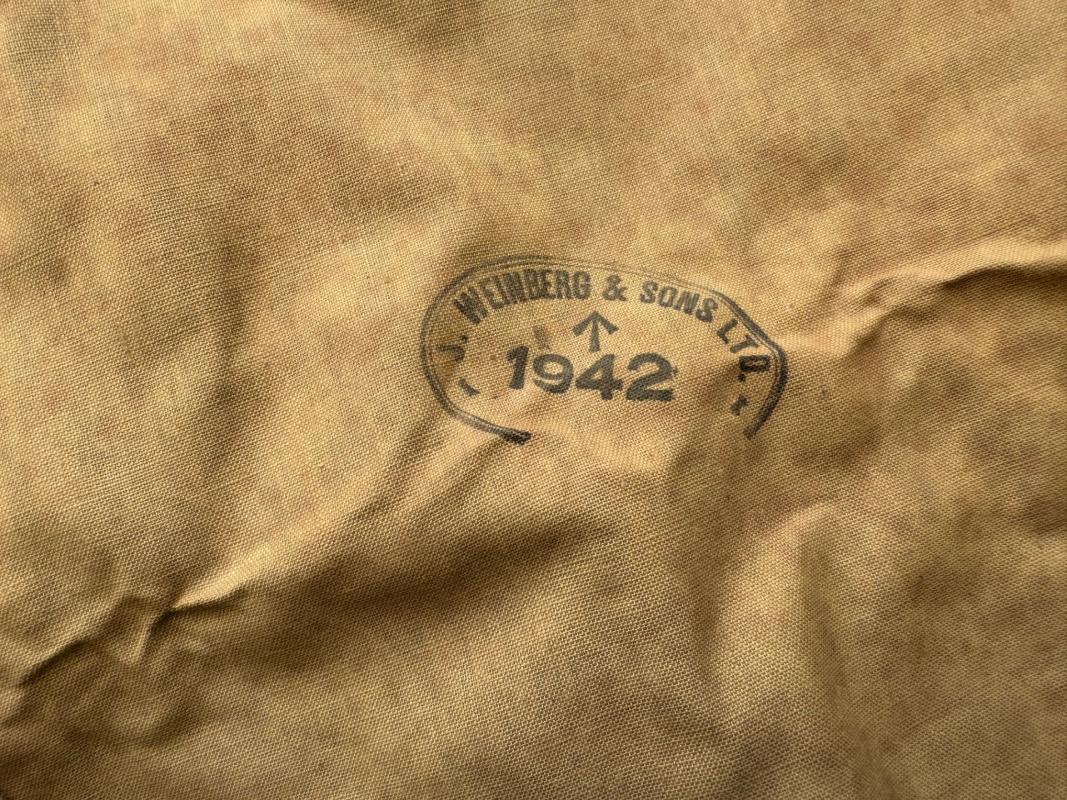 J. WEINBERG & SONS LTD.
↑
1942